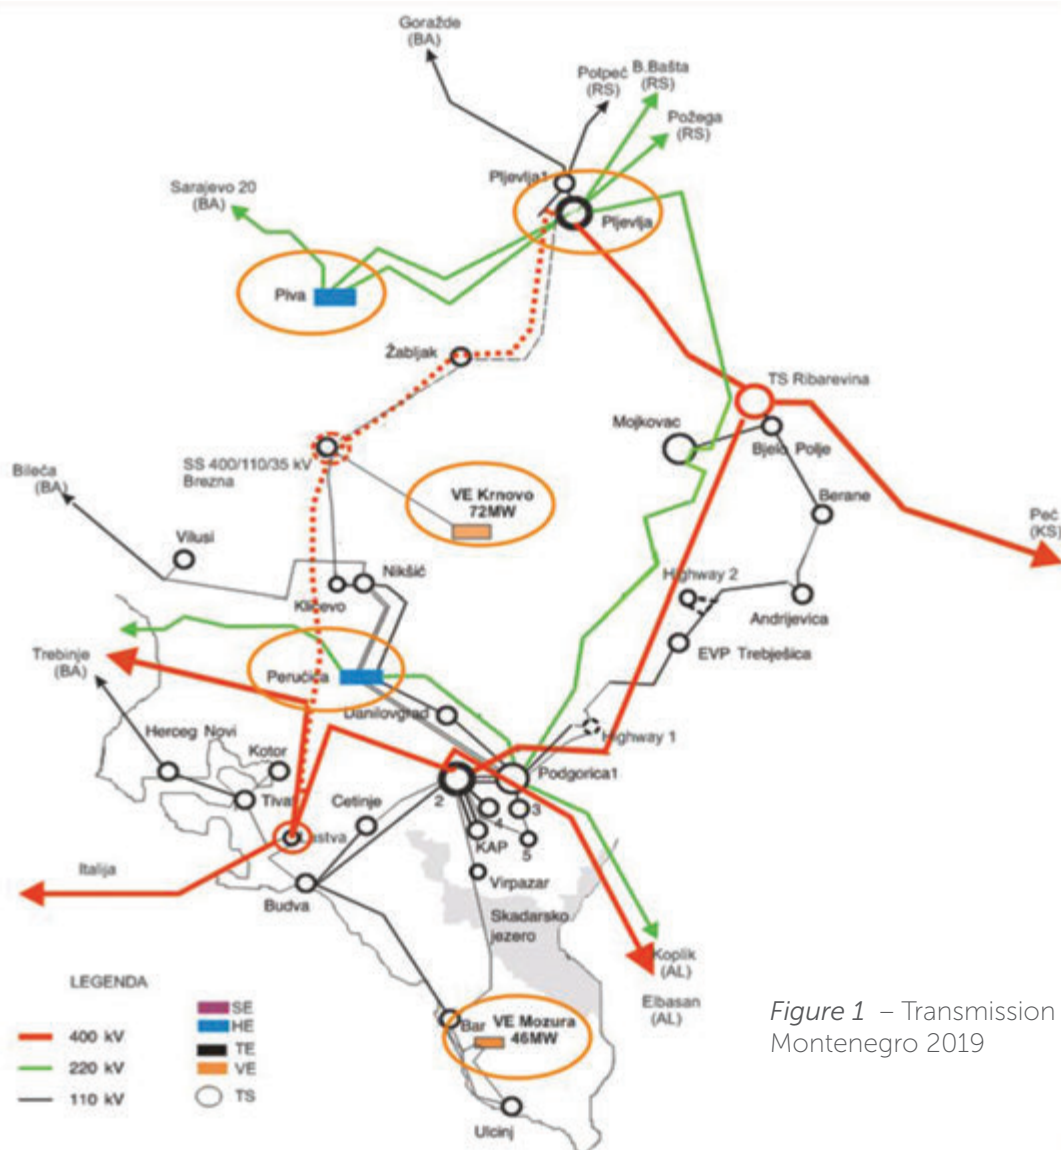 Goražde
(BA)
Potpeć
(RS)
B.Bašta
(RS)
Požega
(RS)
Pljevlja1
Pljevlja
Sarajevo 20
(BA)
Piva
Žabljak
TS Ribarevina
Mojkovac
Bjelo Polje
SS 400/110/35 kV
Brezna
VE Krnovo
72MW
Bileća
(BA)
Vilusi
Berane
Peć
(KS)
Nikšić
Kličevo
Highway 2
Andrijevica
EVP Trebješica
Trebinje
(BA)
Perućica
Danilovgrad
Highway 1
Herceg Novi
Kotor
Tivat
Podgorica1
2
4
3
KAP
5
Cetinje
Lastva
Virpazar
Italija
Budva
Skadarsko
jezero
Koplik
(AL)
Elbasan
(AL)
Bar
VE Mozura
46MW
Ulcinj
LEGENDA
400 kV
220 kV
110 kV
SE
HE
TE
VE
TS
Figure 1 – Transmission
Montenegro 2019